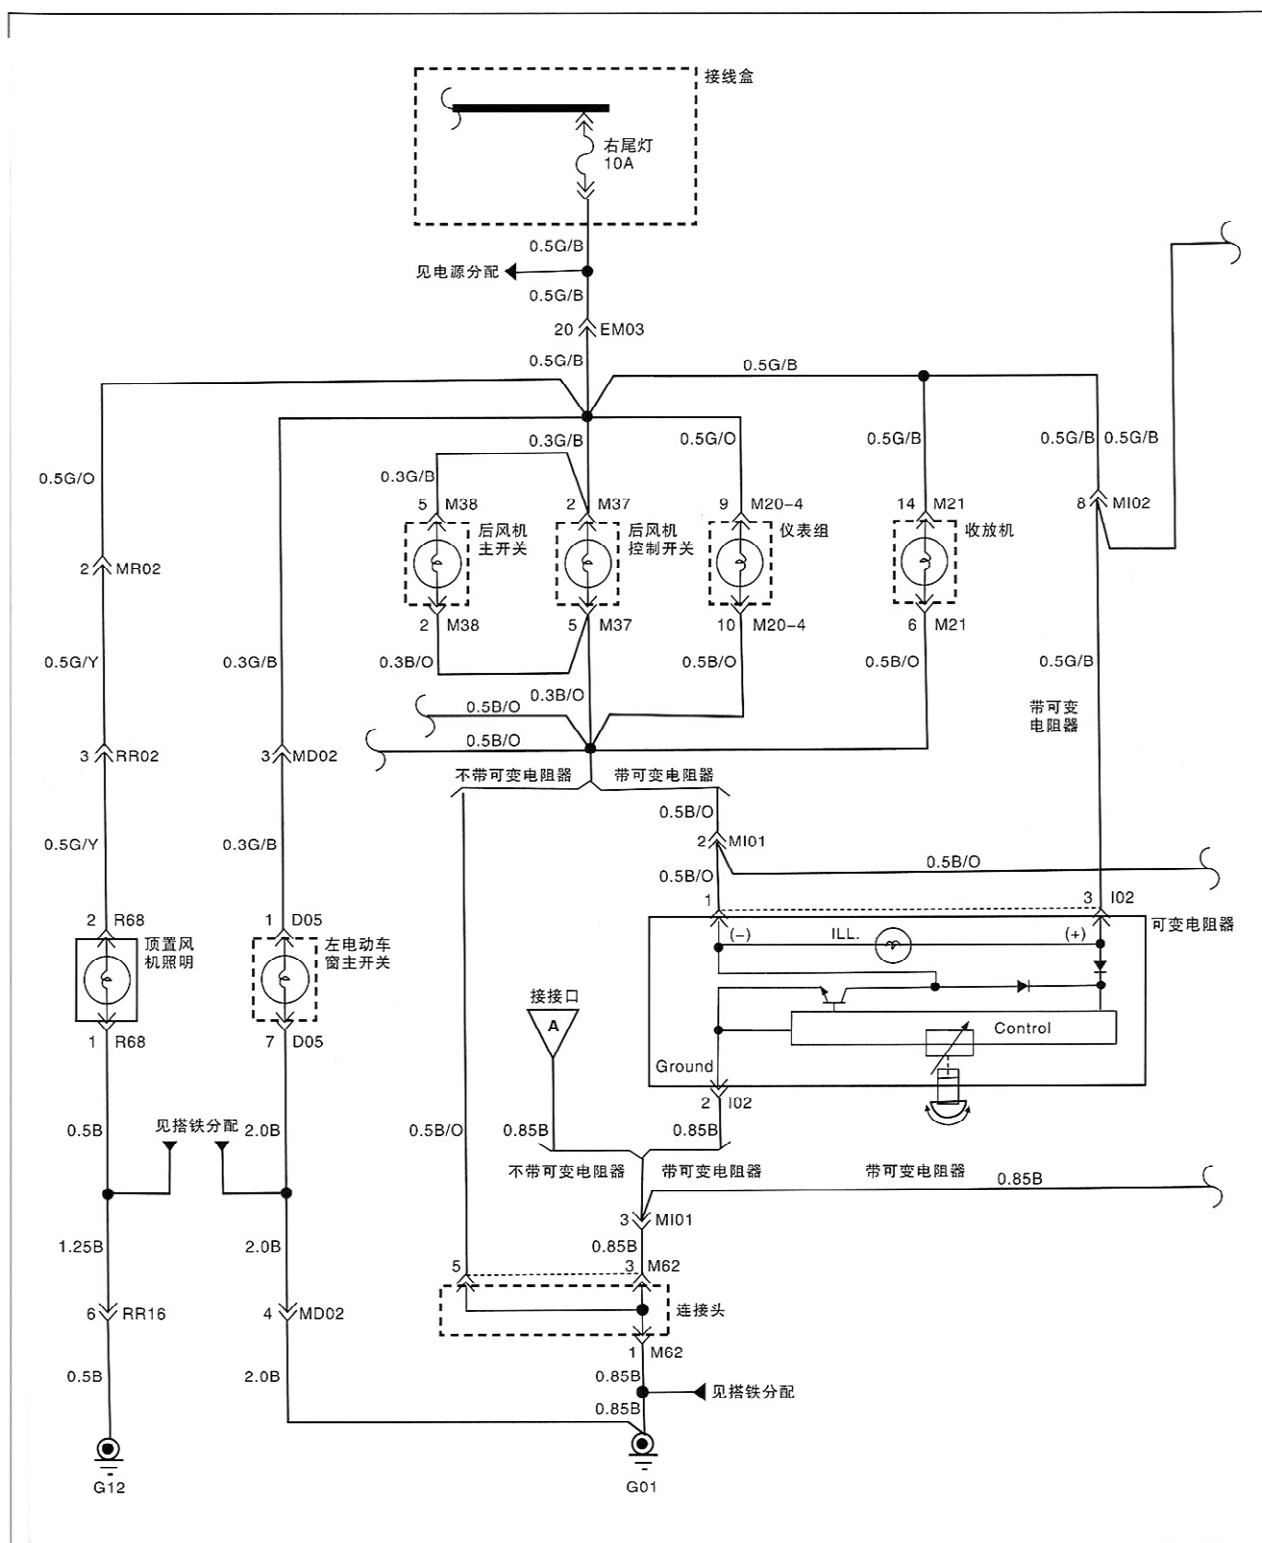 接线盒
右尾灯
10A
0.5G/B
见电源分配
0.5G/B
20 EM03
0.5G/B
0.5G/B
0.5G/O
0.3G/B
0.3G/B
0.5G/O
0.5G/B
0.5G/B
0.5G/B
5 M38
2 M37
9 M20-4
14 M21
8 MI02
后风机
主开关
后风机
控制开关
仪表组
收放机
2 MR02
2 M38
5 M37
10 M20-4
6 M21
0.5G/Y
0.3G/B
0.3B/O
0.3B/O
0.5B/O
0.5B/O
0.5G/B
0.5B/O
0.5B/O
带可变
电阻器
3 RR02
3 MD02
不带可变电阻器
带可变电阻器
0.5B/O
0.5G/Y
0.3G/B
2 MI01
0.5B/O
0.5B/O
2 R68
1 D05
1
3 I02
顶置风
机照明
左电动车
窗主开关
可变电阻器
(-)
ILL.
(+)
接接口
A
Control
Ground
1 R68
7 D05
2 I02
见搭铁分配
0.5B
2.0B
0.5B/O
0.85B
0.85B
不带可变电阻器
带可变电阻器
带可变电阻器
0.85B
3 MI01
1.25B
2.0B
0.85B
5
3 M62
6 RR16
4 MD02
连接头
1 M62
0.5B
2.0B
0.85B
见搭铁分配
0.85B
G12
G01